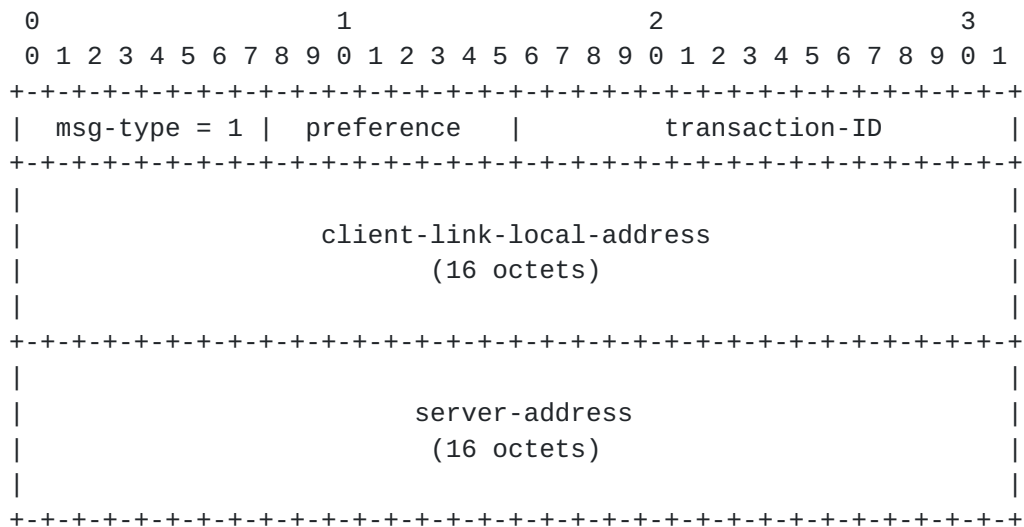 0                   1                   2                   3
 0 1 2 3 4 5 6 7 8 9 0 1 2 3 4 5 6 7 8 9 0 1 2 3 4 5 6 7 8 9 0 1
+-+-+-+-+-+-+-+-+-+-+-+-+-+-+-+-+-+-+-+-+-+-+-+-+-+-+-+-+-+-+-+-+
|  msg-type = 1 |  preference   |         transaction-ID        |
+-+-+-+-+-+-+-+-+-+-+-+-+-+-+-+-+-+-+-+-+-+-+-+-+-+-+-+-+-+-+-+-+
|                                                               |
|                   client-link-local-address                   |
|                          (16 octets)                          |
|                                                               |
+-+-+-+-+-+-+-+-+-+-+-+-+-+-+-+-+-+-+-+-+-+-+-+-+-+-+-+-+-+-+-+-+
|                                                               |
|                         server-address                        |
|                          (16 octets)                          |
|                                                               |
+-+-+-+-+-+-+-+-+-+-+-+-+-+-+-+-+-+-+-+-+-+-+-+-+-+-+-+-+-+-+-+-+